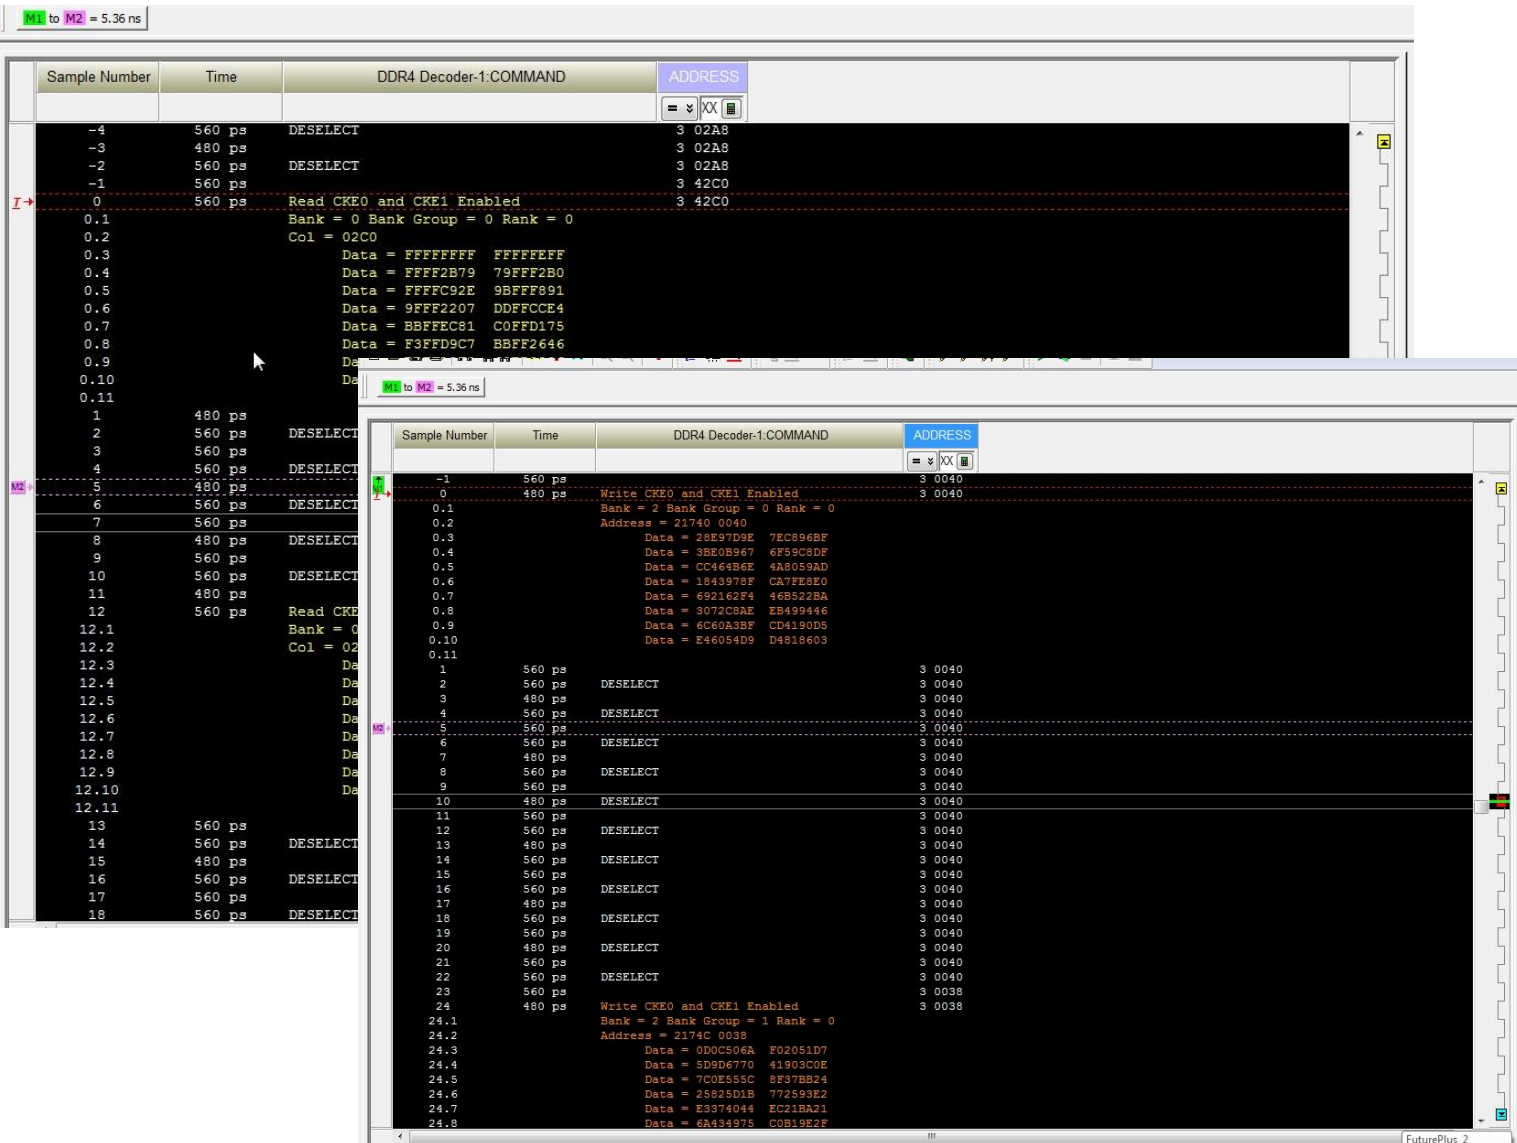 M1 to M2 = 5.36 ns
Sample Number Time DDR4 Decoder-1:COMMAND ADDRESS
= XX
-4 560 ps DESELECT 3 02A8
-3 480 ps 3 02A8
-2 560 ps DESELECT 3 02A8
-1 560 ps 3 42C0
0 560 ps Read CKE0 and CKE1 Enabled 3 42C0
0.1 Bank = 0 Bank Group = 0 Rank = 0
0.2 Col = 02C0
0.3 Data = FFFFFFFF FFFFFEFF
0.4 Data = FFFF2B79 79FFF2B0
0.5 Data = FFFFC92E 9BFFF891
0.6 Data = 9FFF2207 DDFFCCE4
0.7 Data = BBFFEC81 C0FFD175
0.8 Data = F3FFD9C7 BBFF2646
0.9 Da
0.10 Da
0.11
1 480 ps
2 560 ps DESELECT
3 560 ps
4 560 ps DESELECT
M2 5 480 ps
6 560 ps DESELECT
7 560 ps
8 480 ps DESELECT
9 560 ps
10 560 ps DESELECT
11 480 ps
12 560 ps Read CKE
12.1 Bank = 0
12.2 Col = 02
12.3 Da
12.4 Da
12.5 Da
12.6 Da
12.7 Da
12.8 Da
12.9 Da
12.10 Da
12.11
13 560 ps
14 560 ps DESELECT
15 480 ps
16 560 ps DESELECT
17 560 ps
18 560 ps DESELECT
M1 to M2 = 5.36 ns
Sample Number Time DDR4 Decoder-1:COMMAND ADDRESS
= XX
-1 560 ps 3 0040
0 480 ps Write CKE0 and CKE1 Enabled 3 0040
0.1 Bank = 2 Bank Group = 0 Rank = 0
0.2 Address = 21740 0040
0.3 Data = 28E97D9E 7EC896BF
0.4 Data = 3BE0B967 6F59C8DF
0.5 Data = CC464B6E 4A8059AD
0.6 Data = 1843978F CA7FE8E0
0.7 Data = 692162F4 46B522BA
0.8 Data = 3072C8AE EB499446
0.9 Data = 6C60A3BF CD4190D5
0.10 Data = E46054D9 D4818603
0.11
1 560 ps 3 0040
2 560 ps DESELECT 3 0040
3 480 ps 3 0040
4 560 ps DESELECT 3 0040
M2 5 560 ps 3 0040
6 560 ps DESELECT 3 0040
7 480 ps 3 0040
8 560 ps DESELECT 3 0040
9 560 ps 3 0040
10 480 ps DESELECT 3 0040
11 560 ps 3 0040
12 560 ps DESELECT 3 0040
13 480 ps 3 0040
14 560 ps DESELECT 3 0040
15 560 ps 3 0040
16 560 ps DESELECT 3 0040
17 480 ps 3 0040
18 560 ps DESELECT 3 0040
19 560 ps 3 0040
20 480 ps DESELECT 3 0040
21 560 ps 3 0040
22 560 ps DESELECT 3 0040
23 560 ps 3 0038
24 480 ps Write CKE0 and CKE1 Enabled 3 0038
24.1 Bank = 2 Bank Group = 1 Rank = 0
24.2 Address = 2174C 0038
24.3 Data = 0D0C506A F02051D7
24.4 Data = 5D9D6770 41903C0E
24.5 Data = 7C0E555C 8F37BB24
24.6 Data = 25825D1B 772593E2
24.7 Data = E3374044 EC21BA21
24.8 Data = 6A434975 C0B19E2F
FuturePlus_2